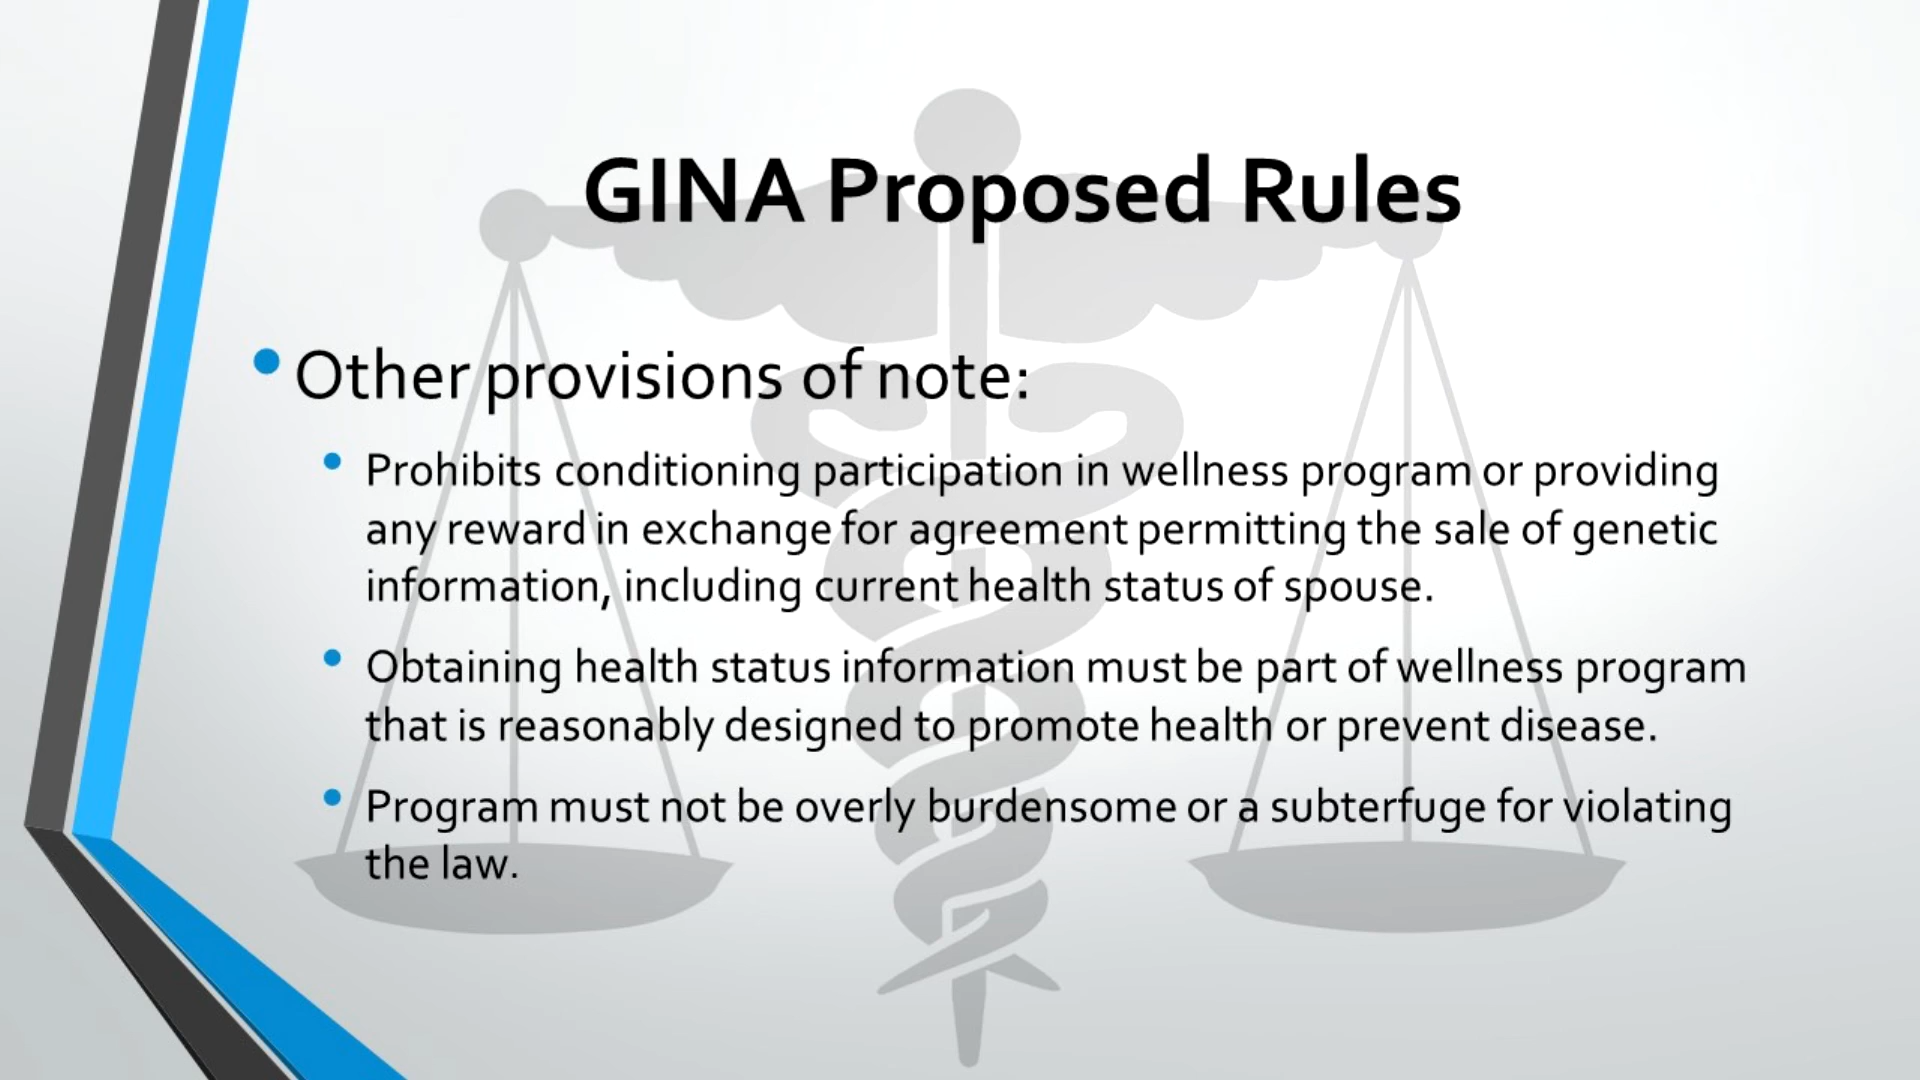 GINA Proposed Rules
• Other provisions of note:
• Prohibits conditioning participation in wellness program or providing
any reward in exchange for agreement permitting the sale of genetic
information, including current health status of spouse.
• Obtaining health status information must be part of wellness program
that is reasonably designed to promote health or prevent disease.
• Program must not be overly burdensome or a subterfuge for violating
the law.